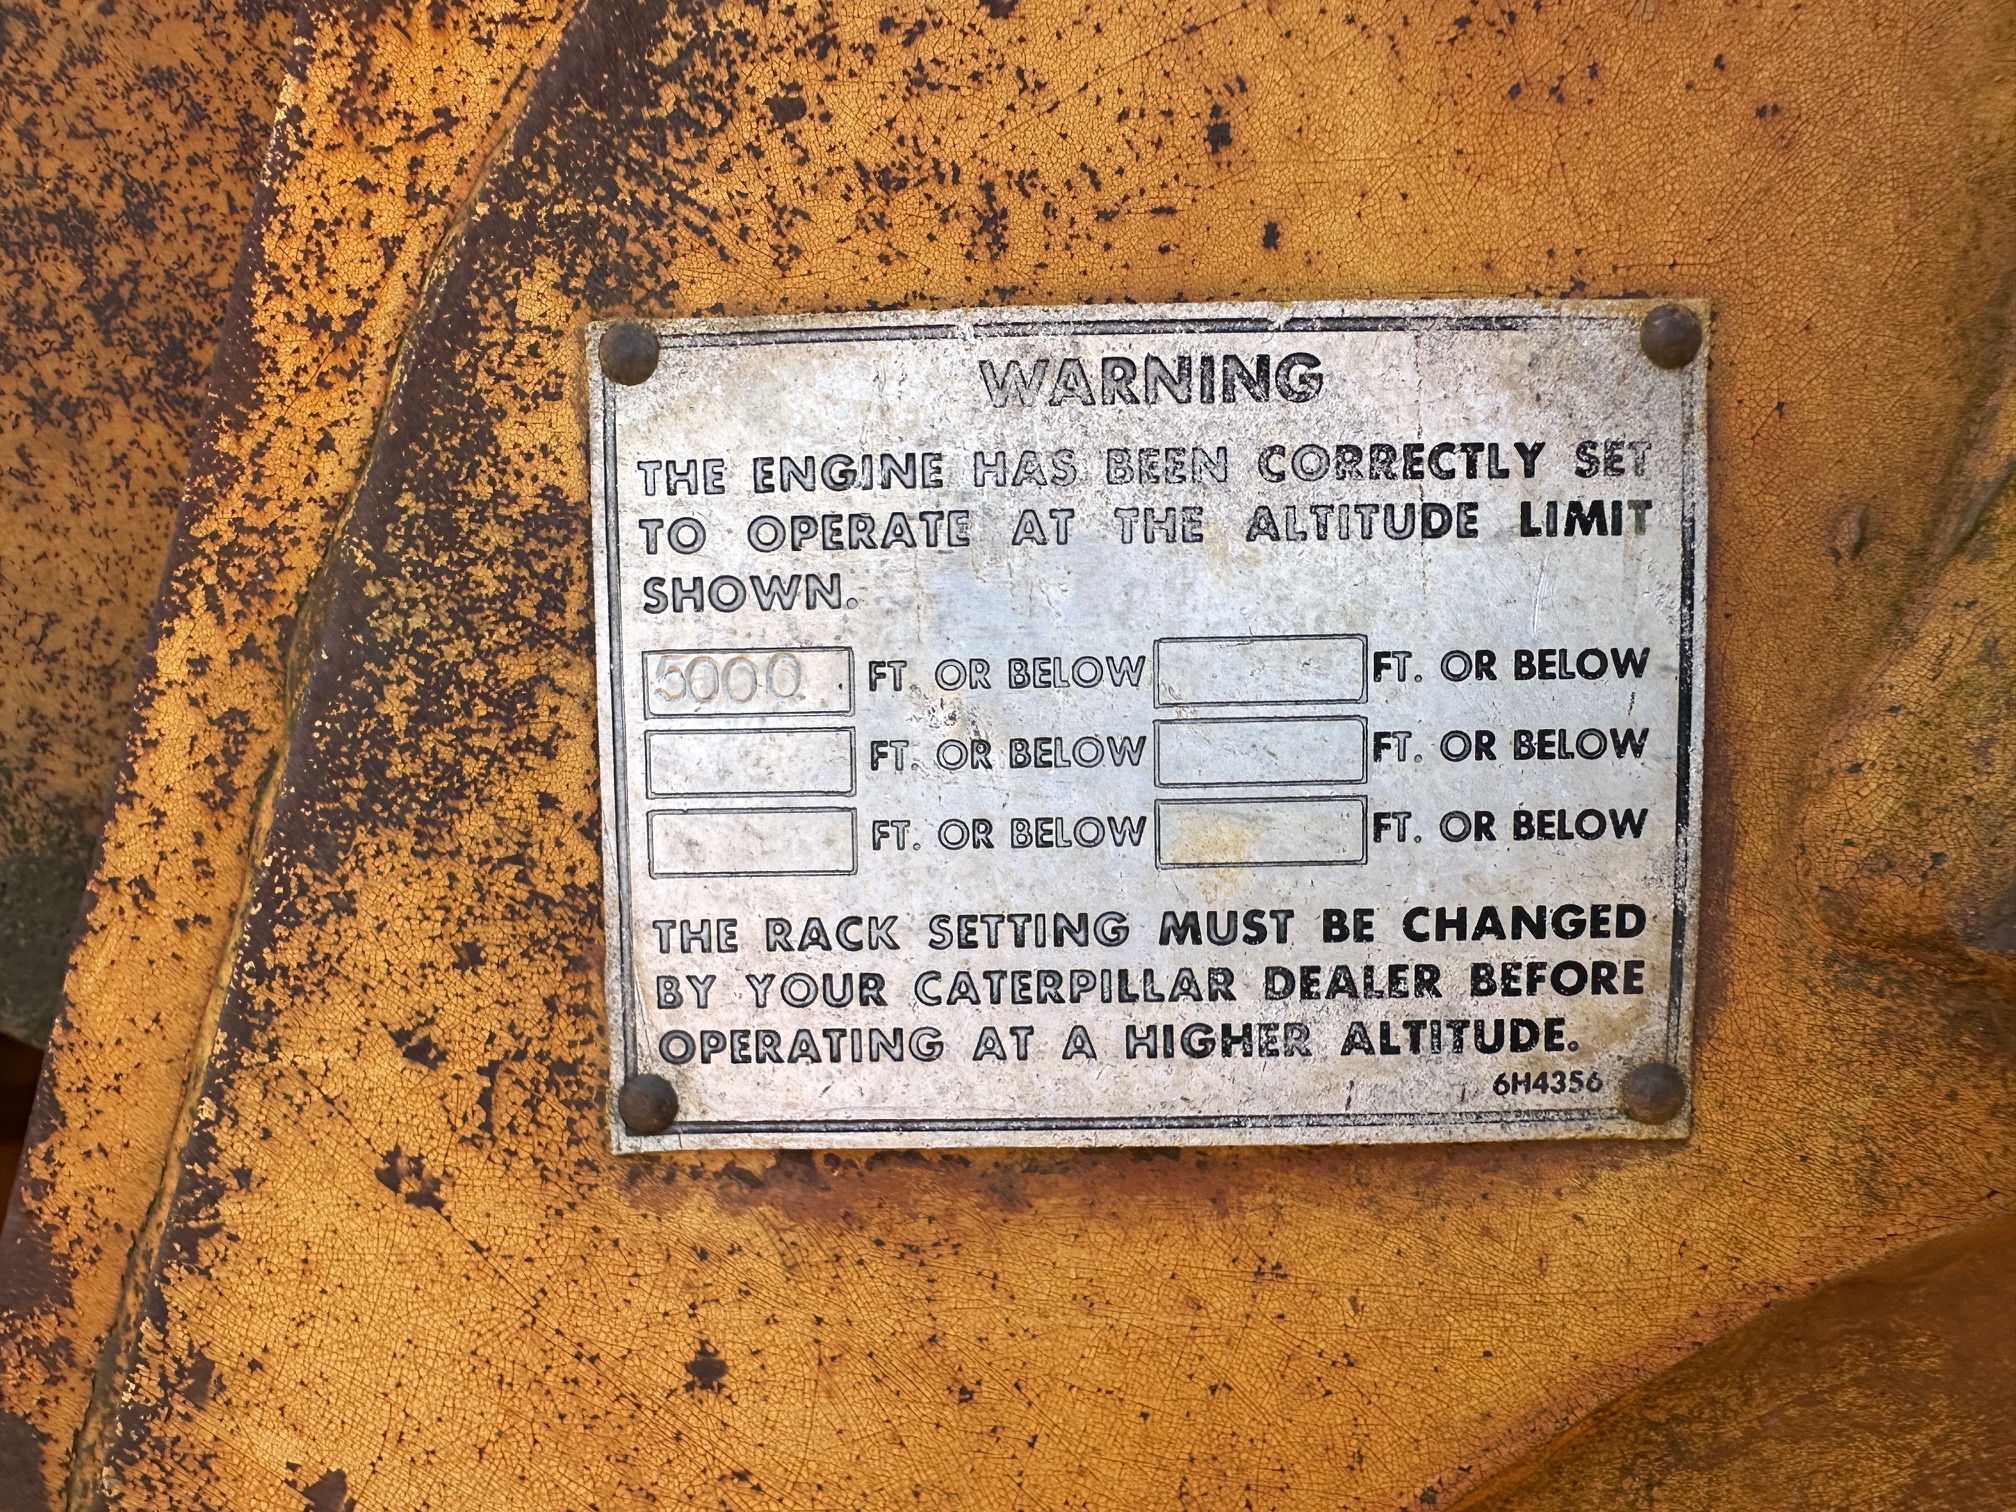 WARNING
THE ENGINE HAS BEEN CORRECTLY SET
TO OPERATE AT THE ALTITUDE LIMIT
SHOWN.
5000 FT. OR BELOW FT. OR BELOW
FT. OR BELOW FT. OR BELOW
FT. OR BELOW FT. OR BELOW
THE RACK SETTING MUST BE CHANGED
BY YOUR CATERPILLAR DEALER BEFORE
OPERATING AT A HIGHER ALTITUDE.
6H4356